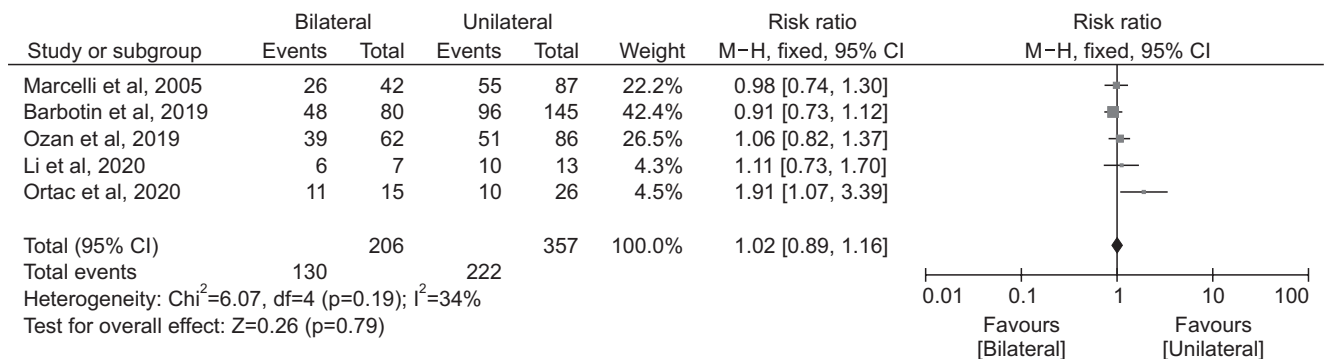 Bilateral Unilateral Risk ratio Risk ratio
Study or subgroup Events Total Events Total Weight M−H, fixed, 95% CI M−H, fixed, 95% CI
Marcelli et al, 2005 26 42 55 87 22.2% 0.98 [0.74, 1.30]
Barbotin et al, 2019 48 80 96 145 42.4% 0.91 [0.73, 1.12]
Ozan et al, 2019 39 62 51 86 26.5% 1.06 [0.82, 1.37]
Li et al, 2020 6 7 10 13 4.3% 1.11 [0.73, 1.70]
Ortac et al, 2020 11 15 10 26 4.5% 1.91 [1.07, 3.39]
Total (95% CI) 206 357 100.0% 1.02 [0.89, 1.16]
Total events 130 222
Heterogeneity: Chi²=6.07, df=4 (p=0.19); I²=34%
Test for overall effect: Z=0.26 (p=0.79)
0.01 0.1 1 10 100
Favours Favours
[Bilateral] [Unilateral]